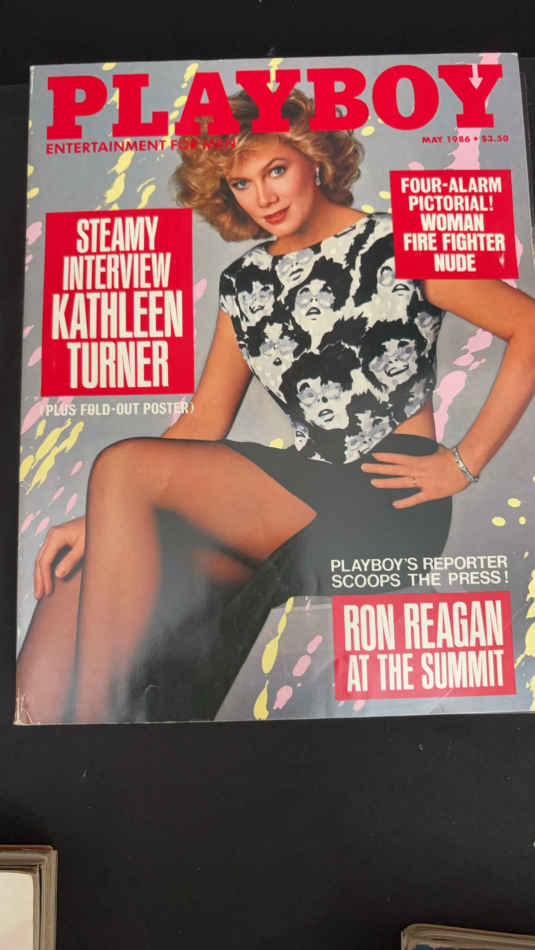 PLAYBOY
ENTERTAINMENT FOR MEN
MAY 1986 • $3.50
FOUR-ALARM
PICTORIAL!
WOMAN
FIRE FIGHTER
NUDE
STEAMY
INTERVIEW
KATHLEEN
TURNER
(PLUS FOLD-OUT POSTER)
PLAYBOY'S REPORTER
SCOOPS THE PRESS!
RON REAGAN
AT THE SUMMIT